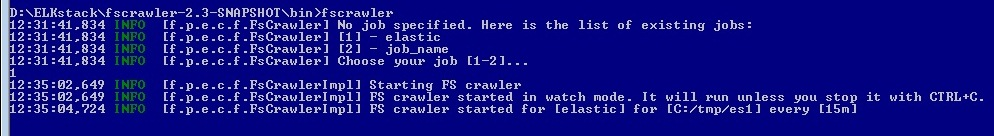 D:\ELKstack\fscrawler-2.3-SNAPSHOT\bin>fscrawler
12:31:41,834 INFO  [f.p.e.c.f.FsCrawler] No job specified. Here is the list of existing jobs:
12:31:41,834 INFO  [f.p.e.c.f.FsCrawler] [1] - elastic
12:31:41,834 INFO  [f.p.e.c.f.FsCrawler] [2] - job_name
12:31:41,834 INFO  [f.p.e.c.f.FsCrawler] Choose your job [1-2]...
1
12:35:02,649 INFO  [f.p.e.c.f.FsCrawlerImpl] Starting FS crawler
12:35:02,649 INFO  [f.p.e.c.f.FsCrawlerImpl] FS crawler started in watch mode. It will run unless you stop it with CTRL+C.
12:35:04,724 INFO  [f.p.e.c.f.FsCrawlerImpl] FS crawler started for [elastic] for [C:/tmp/es1] every [15m]